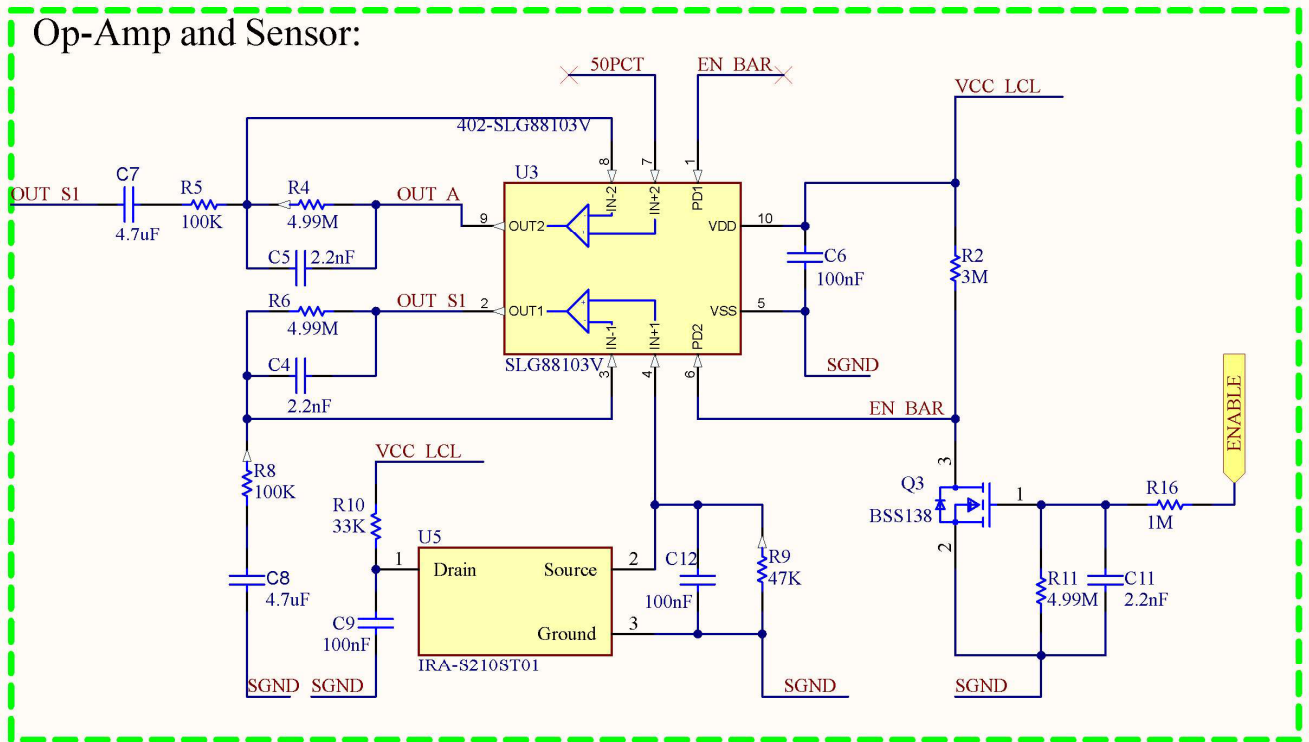 Op-Amp and Sensor:
50PCT
EN_BAR
VCC_LCL
402-SLG88103V
8
7
1
U3
OUT_S1
C7
4.7uF
R5
100K
R4
4.99M
OUT_A
9
OUT2
IN-2
IN+2
PD1
VDD
10
C5
2.2nF
C6
100nF
R2
3M
R6
4.99M
OUT_S1
2
OUT1
IN-1
IN+1
PD2
VSS
5
C4
2.2nF
SLG88103V
3
4
6
SGND
EN_BAR
ENABLE
R8
100K
VCC_LCL
R10
33K
U5
1
Drain
Source
2
Ground
3
IRA-S210ST01
C8
4.7uF
C9
100nF
C12
100nF
R9
47K
Q3
BSS138
3
1
2
R16
1M
R11
4.99M
C11
2.2nF
SGND
SGND
SGND
SGND